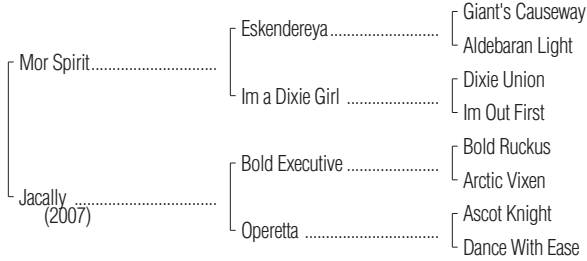 Giant's Causeway
Eskendereya
Aldebaran Light
Mor Spirit
Dixie Union
Im a Dixie Girl
Im Out First
Bold Ruckus
Bold Executive
Arctic Vixen
Jacally
(2007)
Ascot Knight
Operetta
Dance With Ease